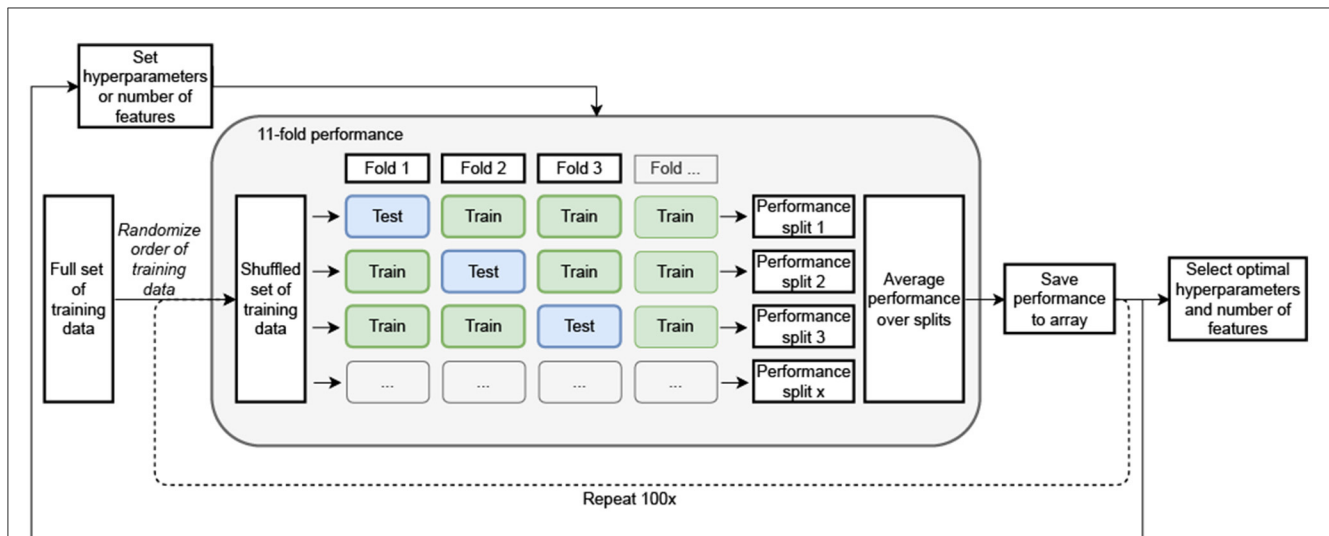 Set
hyperparameters
or number of
features
11-fold performance
Fold 1
Fold 2
Fold 3
Fold ...
Full set
of
training
data
Randomize
order of
training
data
Shuffled
set of
training
data
Test
Train
Train
Train
Performance
split 1
Train
Test
Train
Train
Performance
split 2
Train
Train
Test
Train
Performance
split 3
...
...
...
...
Performance
split x
Average
performance
over splits
Save
performance
to array
Select optimal
hyperparameters
and number of
features
Repeat 100x